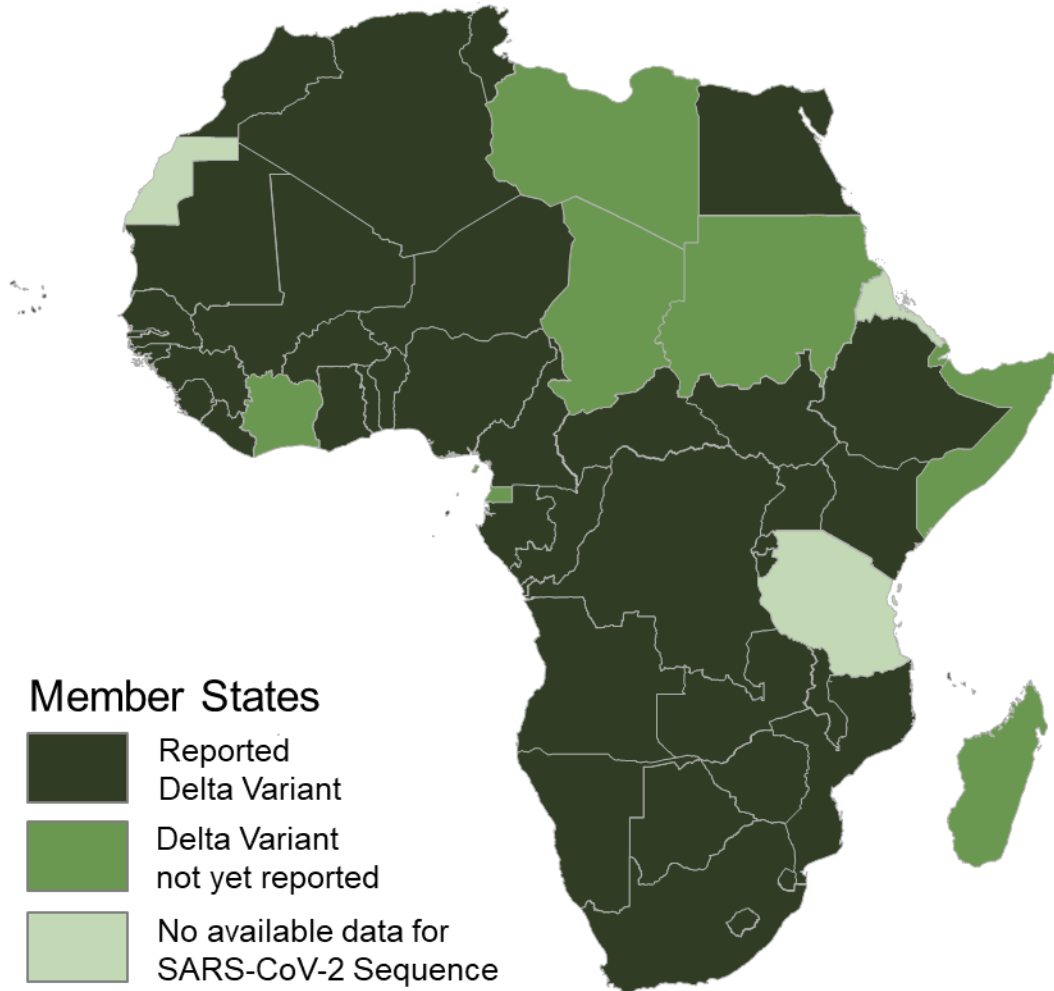 Member States
Reported
Delta Variant
Delta Variant
not yet reported
No available data for
SARS-CoV-2 Sequence